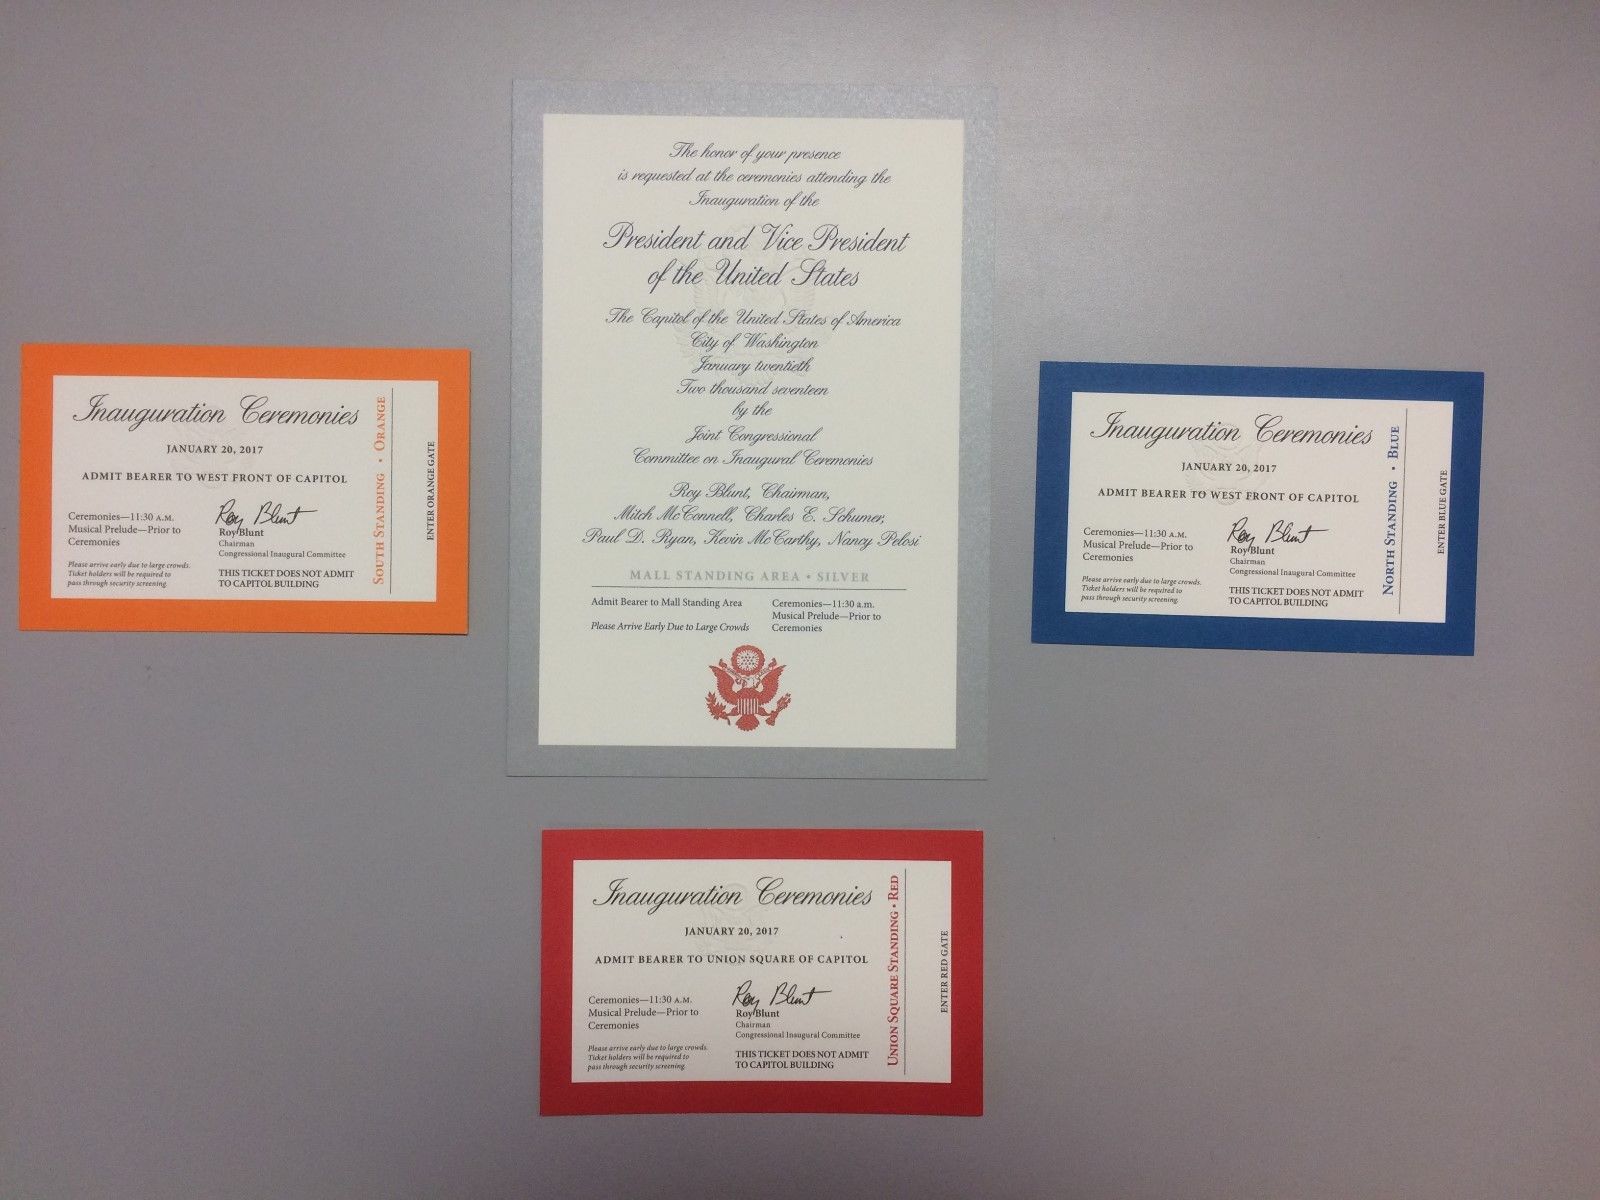 The honor of your presence
is requested at the ceremonies attending the
Inauguration of the
President and Vice President
of the United States
The Capitol of the United States of America
City of Washington
January twentieth
Two thousand seventeen
by the
Joint Congressional
Committee on Inaugural Ceremonies
Roy Blunt, Chairman,
Mitch McConnell, Charles E. Schumer,
Paul D. Ryan, Kevin McCarthy, Nancy Pelosi
MALL STANDING AREA • SILVER
Admit Bearer to Mall Standing Area
Please Arrive Early Due to Large Crowds
Ceremonies—11:30 a.m.
Musical Prelude—Prior to
Ceremonies
Inauguration Ceremonies
JANUARY 20, 2017
ADMIT BEARER TO WEST FRONT OF CAPITOL
Ceremonies—11:30 A.M.
Musical Prelude—Prior to
Ceremonies
Please arrive early due to large crowds.
Ticket holders will be required to
pass through security screening.
Roy Blunt
Roy Blunt
Chairman
Congressional Inaugural Committee
THIS TICKET DOES NOT ADMIT
TO CAPITOL BUILDING
SOUTH STANDING • ORANGE
ENTER ORANGE GATE
Inauguration Ceremonies
JANUARY 20, 2017
ADMIT BEARER TO WEST FRONT OF CAPITOL
Ceremonies—11:30 A.M.
Musical Prelude—Prior to
Ceremonies
Please arrive early due to large crowds.
Ticket holders will be required to
pass through security screening.
Roy Blunt
Roy Blunt
Chairman
Congressional Inaugural Committee
THIS TICKET DOES NOT ADMIT
TO CAPITOL BUILDING
NORTH STANDING • BLUE
ENTER BLUE GATE
Inauguration Ceremonies
JANUARY 20, 2017
ADMIT BEARER TO UNION SQUARE OF CAPITOL
Ceremonies—11:30 A.M.
Musical Prelude—Prior to
Ceremonies
Please arrive early due to large crowds.
Ticket holders will be required to
pass through security screening.
Roy Blunt
Roy Blunt
Chairman
Congressional Inaugural Committee
THIS TICKET DOES NOT ADMIT
TO CAPITOL BUILDING
UNION SQUARE STANDING • RED
ENTER RED GATE